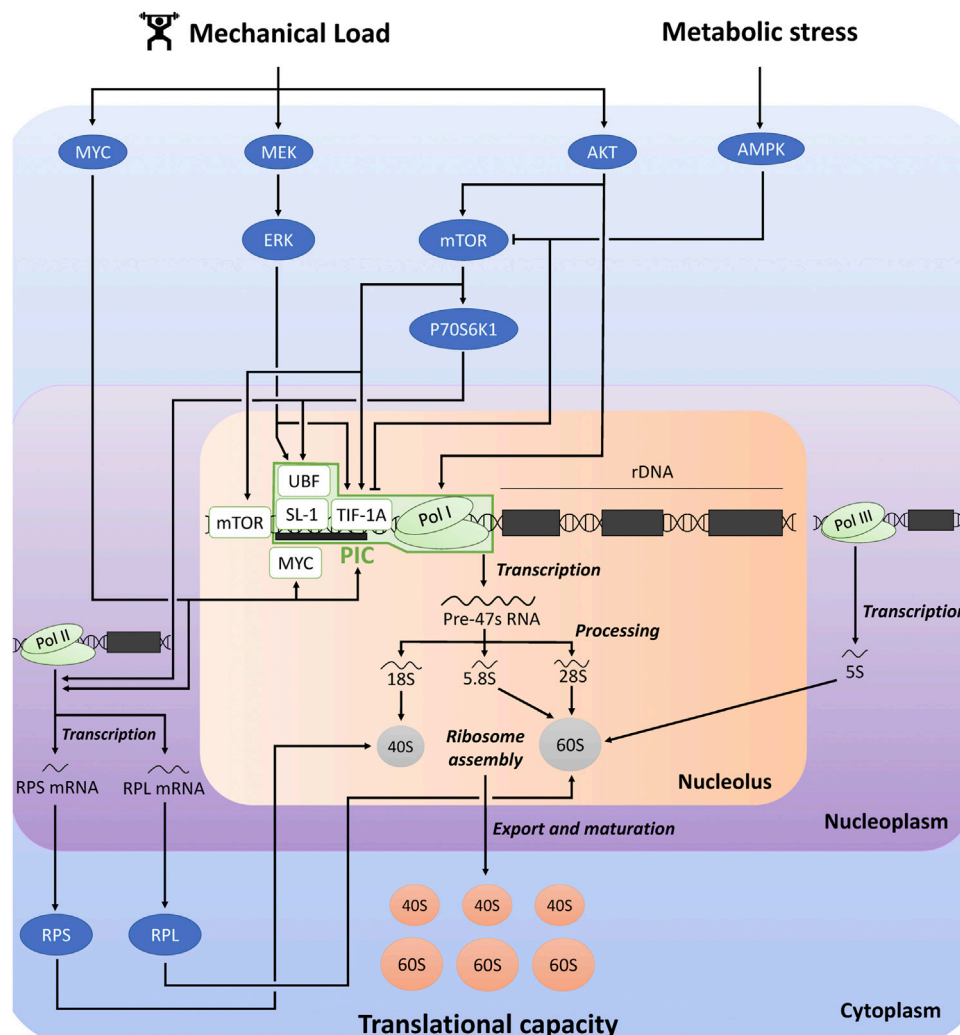 Mechanical Load
Metabolic stress
MYC
MEK
AKT
AMPK
ERK
mTOR
P70S6K1
UBF
rDNA
mTOR
SL-1
TIF-1A
Pol I
Pol III
PIC
MYC
Transcription
Pre-47s RNA
Transcription
Processing
Pol II
18S
5.8S
28S
5S
Transcription
40S
Ribosome
assembly
60S
RPS mRNA
RPL mRNA
Nucleolus
Export and maturation
Nucleoplasm
40S
40S
40S
RPS
RPL
60S
60S
60S
Cytoplasm
Translational capacity